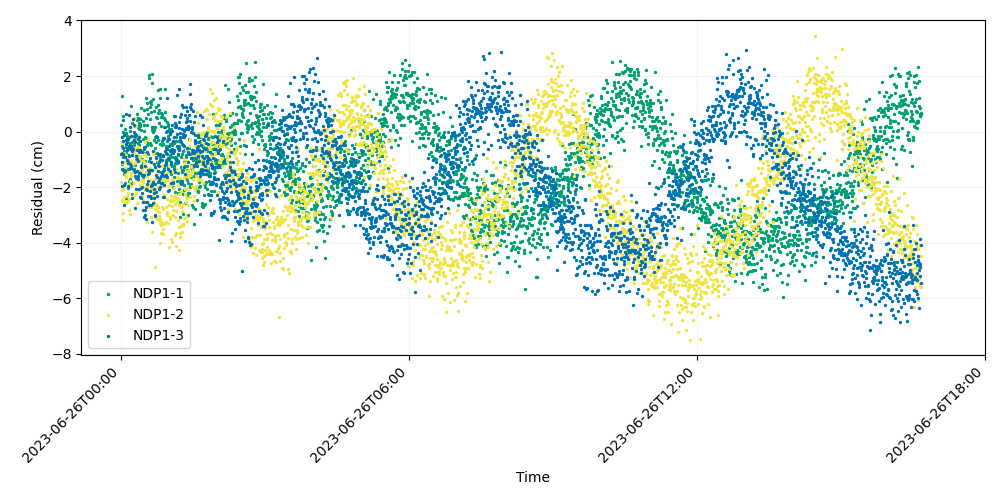 4
2
0
−2
−4
−6
−8
Residual (cm)
NDP1-1
NDP1-2
NDP1-3
2023-06-26T00:00
2023-06-26T06:00
2023-06-26T12:00
2023-06-26T18:00
Time